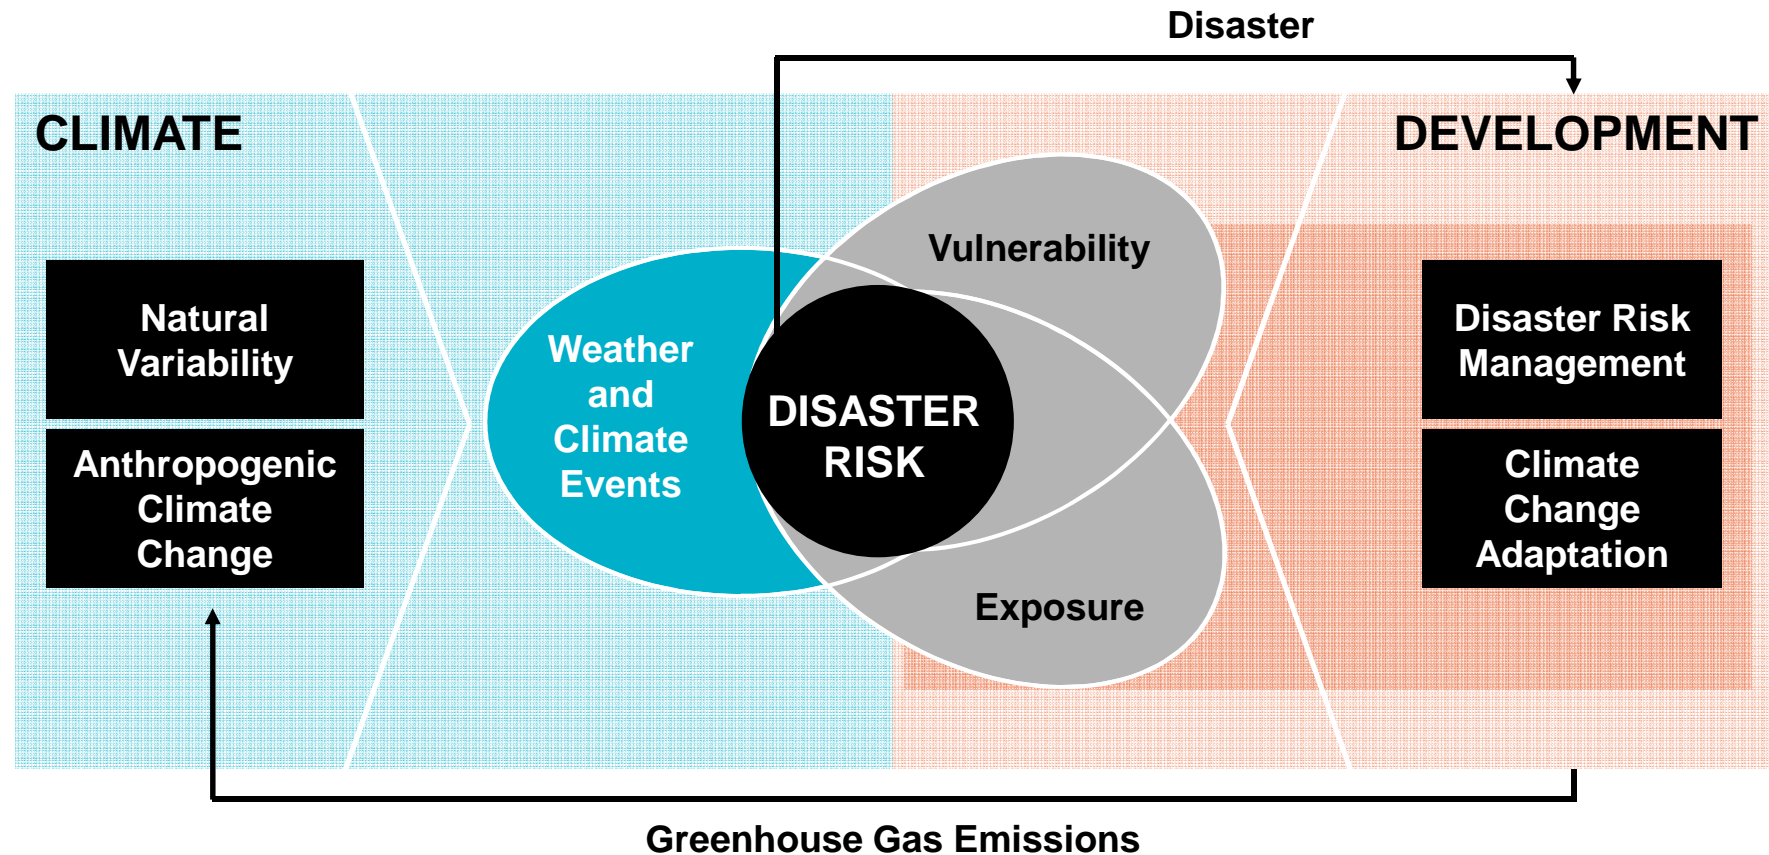 Disaster
CLIMATE
DEVELOPMENT
Natural
Variability
Anthropogenic
Climate
Change
Weather
and
Climate
Events
Vulnerability
DISASTER
RISK
Exposure
Disaster Risk
Management
Climate
Change
Adaptation
Greenhouse Gas Emissions